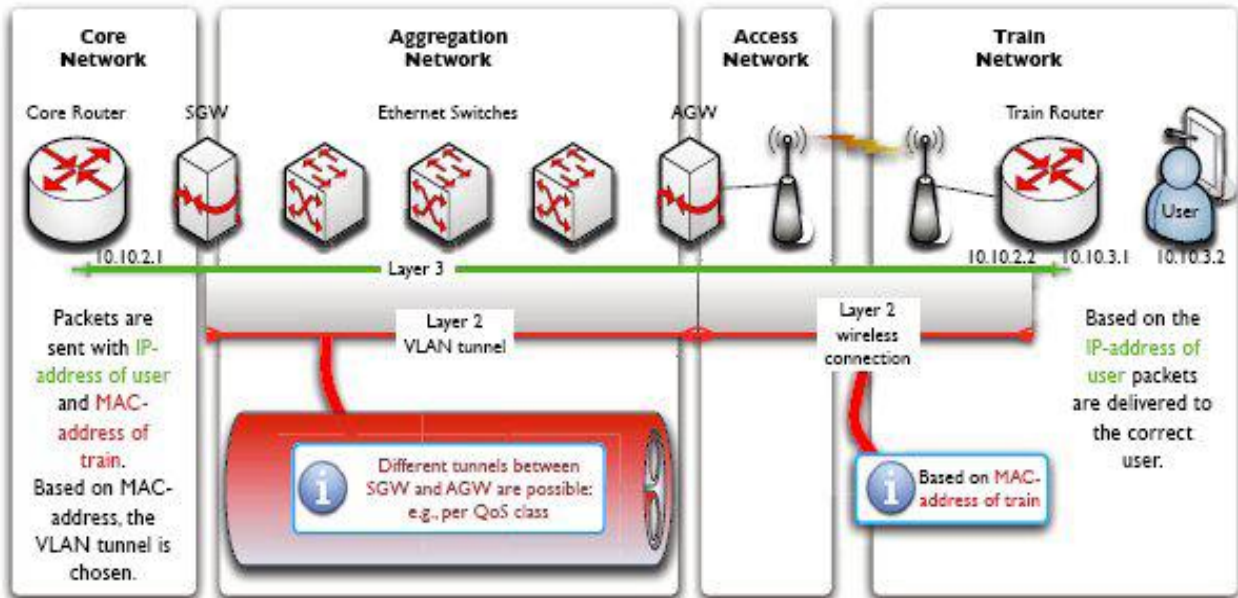 Core
Network
Aggregation
Network
Access
Network
Train
Network
Core Router
SGW
Ethernet Switches
AGW
Train Router
User
10.10.2.1
10.10.2.2
10.10.3.1
10.10.3.2
Layer 3
Packets are
sent with IP-
address of user
and MAC-
address of
train.
Based on MAC-
address, the
VLAN tunnel is
chosen.
Layer 2
VLAN tunnel
Layer 2
wireless
connection
Different tunnels between
SGW and AGW are possible:
e.g., per QoS class
Based on MAC-
address of train
Based on the
IP-address of
user packets
are delivered to
the correct
user.